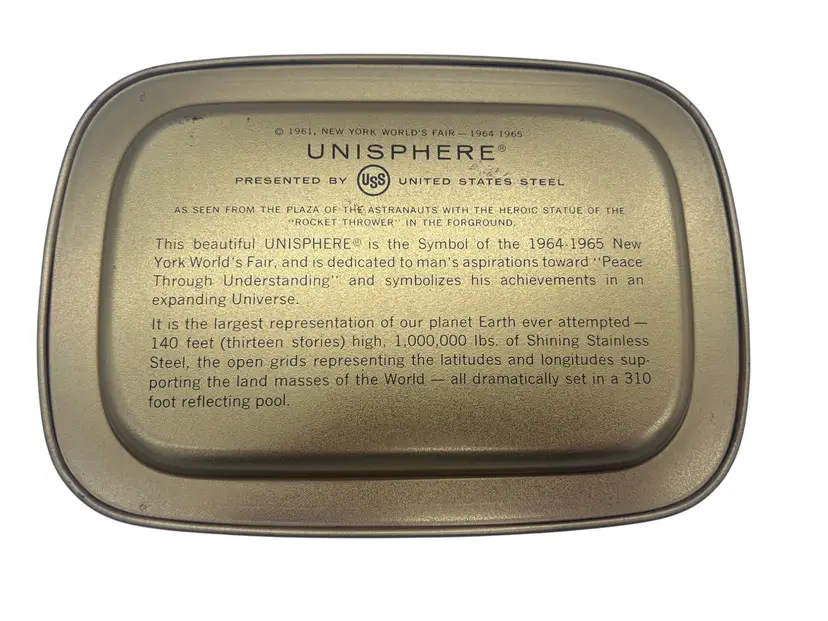 © 1961, NEW YORK WORLD'S FAIR — 1964 1965
UNISPHERE®
PRESENTED BY USS UNITED STATES STEEL
AS SEEN FROM THE PLAZA OF THE ASTRANAUTS WITH THE HEROIC STATUE OF THE
"ROCKET THROWER" IN THE FORGROUND.
This beautiful UNISPHERE® is the Symbol of the 1964-1965 New
York World's Fair, and is dedicated to man's aspirations toward "Peace
Through Understanding" and symbolizes his achievements in an
expanding Universe.
It is the largest representation of our planet Earth ever attempted —
140 feet (thirteen stories) high, 1,000,000 lbs. of Shining Stainless
Steel, the open grids representing the latitudes and longitudes sup-
porting the land masses of the World — all dramatically set in a 310
foot reflecting pool.